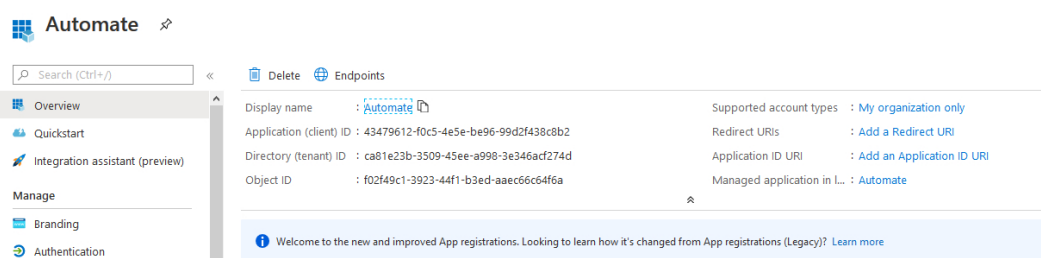 Automate
Search (Ctrl+/)
«
Delete
Endpoints
Overview
Quickstart
Integration assistant (preview)
Manage
Branding
Authentication
Display name : Automate
Application (client) ID : 43479612-f0c5-4e5e-be96-99d2f438c8b2
Directory (tenant) ID : ca81e23b-3509-45ee-a998-3e346acf274d
Object ID : f02f49c1-3923-44f1-b3ed-aaec66c64f6a
Supported account types : My organization only
Redirect URIs : Add a Redirect URI
Application ID URI : Add an Application ID URI
Managed application in l... : Automate
Welcome to the new and improved App registrations. Looking to learn how it's changed from App registrations (Legacy)? Learn more